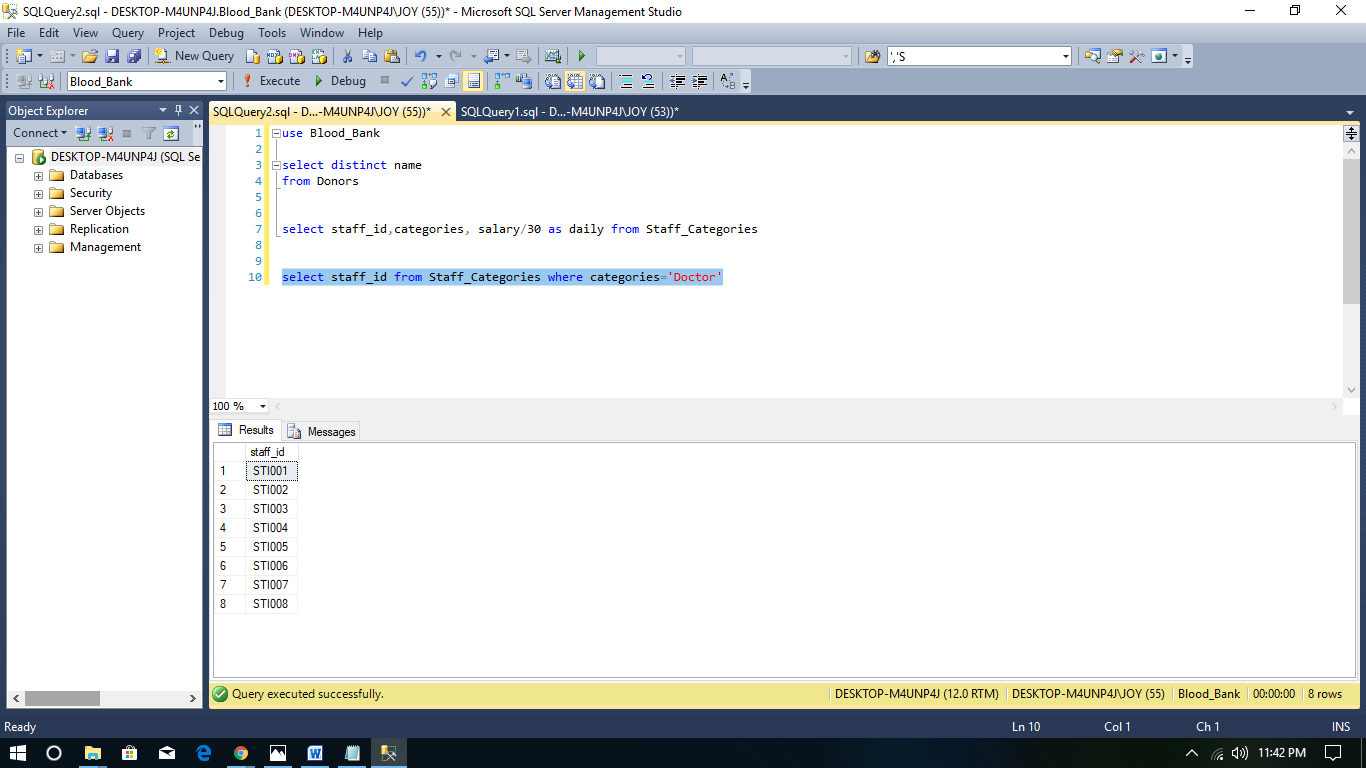 SQLQuery2.sql - DESKTOP-M4UNP4J.Blood_Bank (DESKTOP-M4UNP4J\JOY (55))* - Microsoft SQL Server Management Studio
File Edit View Query Project Debug Tools Window Help
New Query ','S
Blood_Bank Execute Debug
Object Explorer
Connect
DESKTOP-M4UNP4J (SQL Se
Databases
Security
Server Objects
Replication
Management
SQLQuery2.sql - D...-M4UNP4J\JOY (55))* SQLQuery1.sql - D...-M4UNP4J\JOY (53))*
1 use Blood_Bank
2
3 select distinct name
4 from Donors
5
6
7 select staff_id,categories, salary/30 as daily from Staff_Categories
8
9
10 select staff_id from Staff_Categories where categories='Doctor'
100 %
Results Messages
staff_id
1 STI001
2 STI002
3 STI003
4 STI004
5 STI005
6 STI006
7 STI007
8 STI008
Query executed successfully. DESKTOP-M4UNP4J (12.0 RTM) DESKTOP-M4UNP4J\JOY (55) Blood_Bank 00:00:00 8 rows
Ready Ln 10 Col 1 Ch 1 INS
11:42 PM